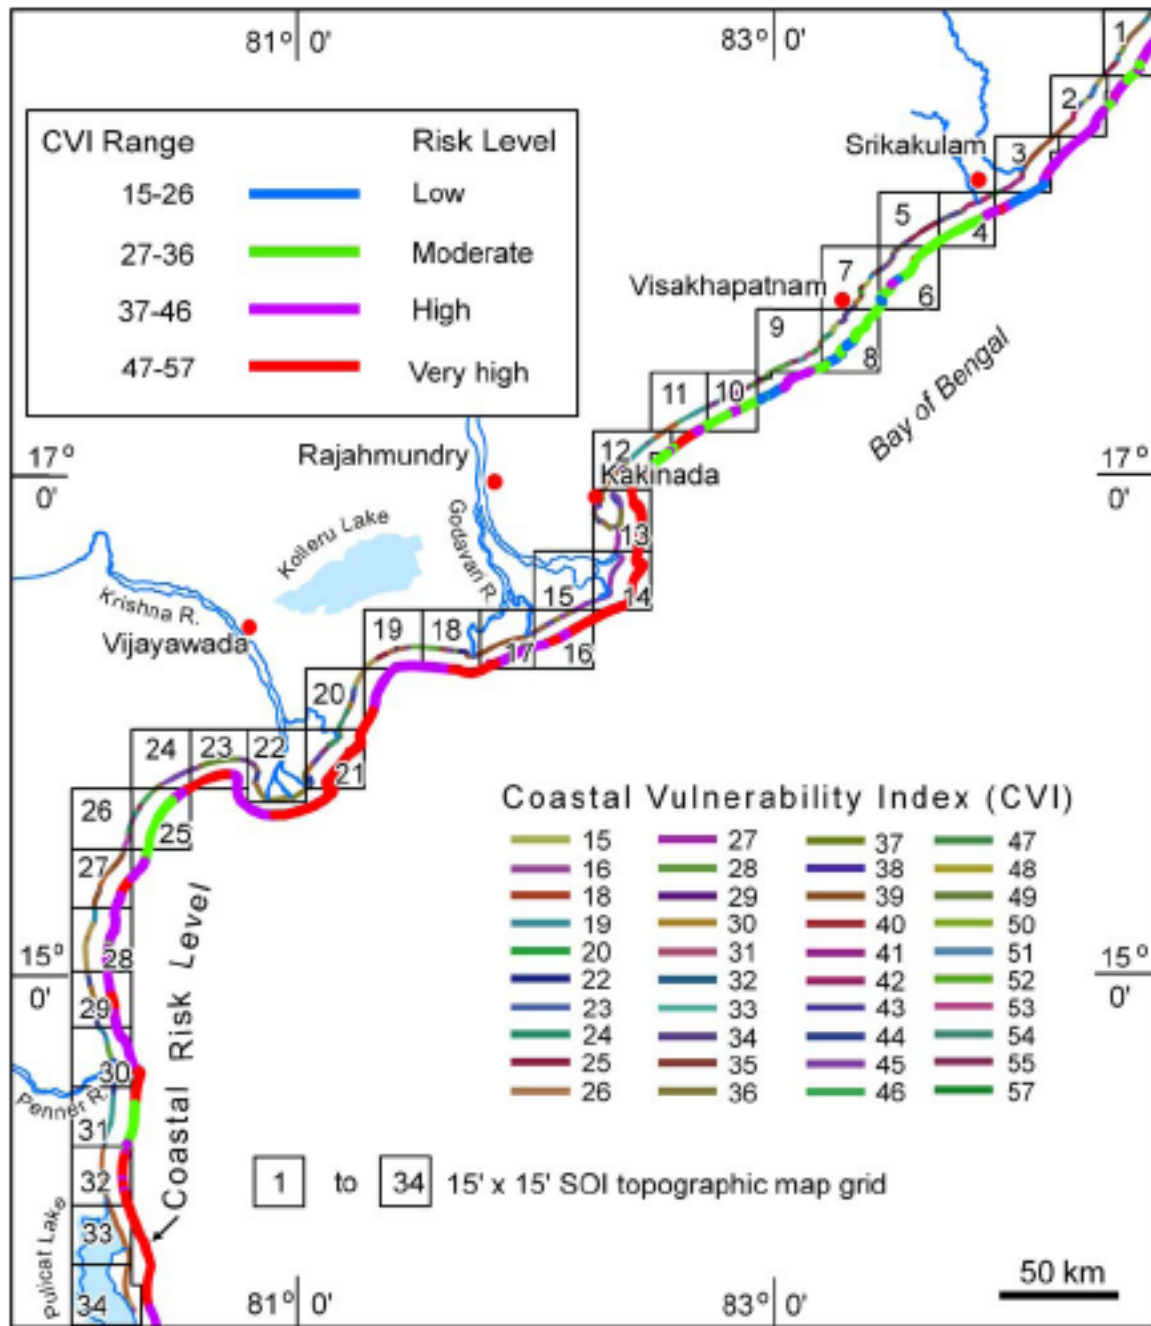 81° 0'
83° 0'
1
2
CVI Range Risk Level
15-26 Low
27-36 Moderate
37-46 High
47-57 Very high
Srikakulam
3
4
5
6
7
Visakhapatnam
8
9
10
11
Bay of Bengal
12
Rajahmundry
Kakinada
17° 0'
17° 0'
Kolleru Lake
Godavari R.
13
14
15
Krishna R.
Vijayawada
16
17
18
19
20
21
22
23
24
25
26
27
28
29
30
31
32
33
34
15° 0'
15° 0'
Coastal Vulnerability Index (CVI)
15 27 37 47
16 28 38 48
18 29 39 49
19 30 40 50
20 31 41 51
22 32 42 52
23 33 43 53
24 34 44 54
25 35 45 55
26 36 46 57
Coastal Risk Level
Penner R.
Pulicat Lake
1 to 34 15' x 15' SOI topographic map grid
50 km
81° 0'
83° 0'